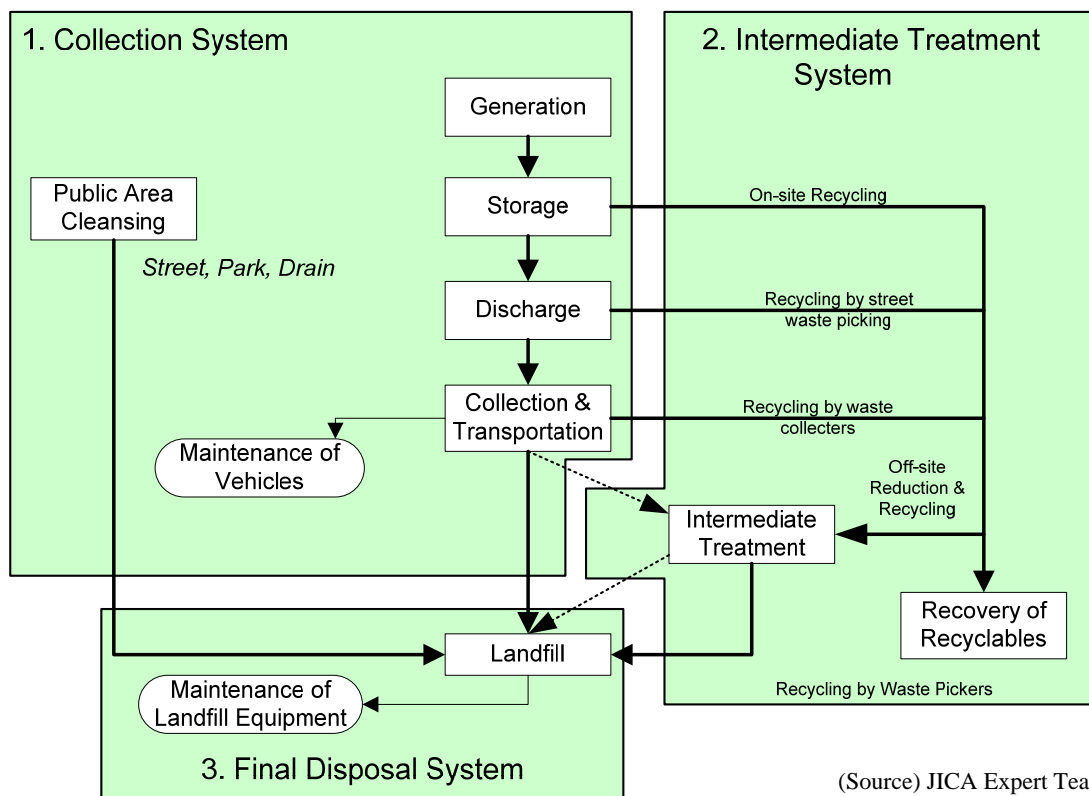 1. Collection System
Generation
Storage
Discharge
Collection &
Transportation
Public Area
Cleansing
Street, Park, Drain
Maintenance of
Vehicles
2. Intermediate Treatment
System
On-site Recycling
Recycling by street
waste picking
Recycling by waste
collecters
Off-site
Reduction &
Recycling
Intermediate
Treatment
Recovery of
Recyclables
Recycling by Waste Pickers
Landfill
Maintenance of
Landfill Equipment
3. Final Disposal System
(Source) JICA Expert Tea